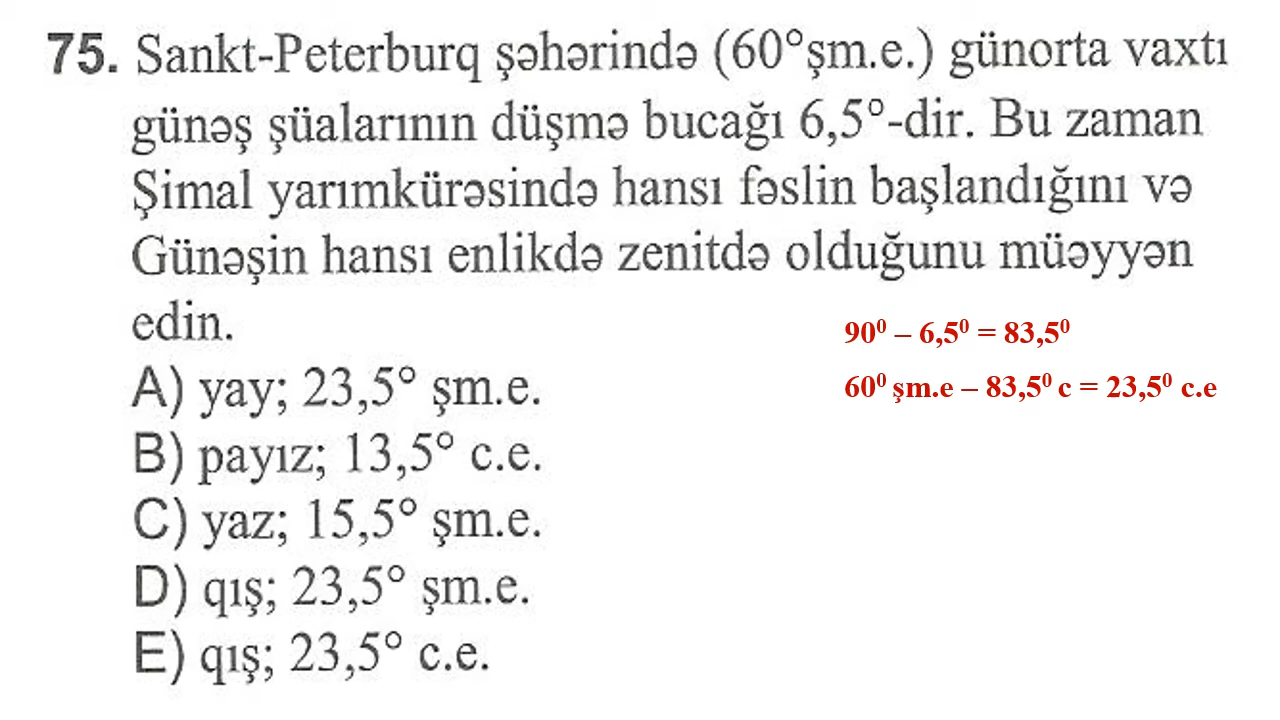 75. Sankt-Peterburq şəhərində (60°şm.e.) günorta vaxtı
günəş şüalarının düşmə bucağı 6,5°-dir. Bu zaman
Şimal yarımkürəsində hansı fəslin başlandığını və
Günəşin hansı enlikdə zenitdə olduğunu müəyyən
edin.
A) yay; 23,5° şm.e.
B) payız; 13,5° c.e.
C) yaz; 15,5° şm.e.
D) qış; 23,5° şm.e.
E) qış; 23,5° c.e.
90⁰ – 6,5⁰ = 83,5⁰
60⁰ şm.e – 83,5⁰ c = 23,5⁰ c.e